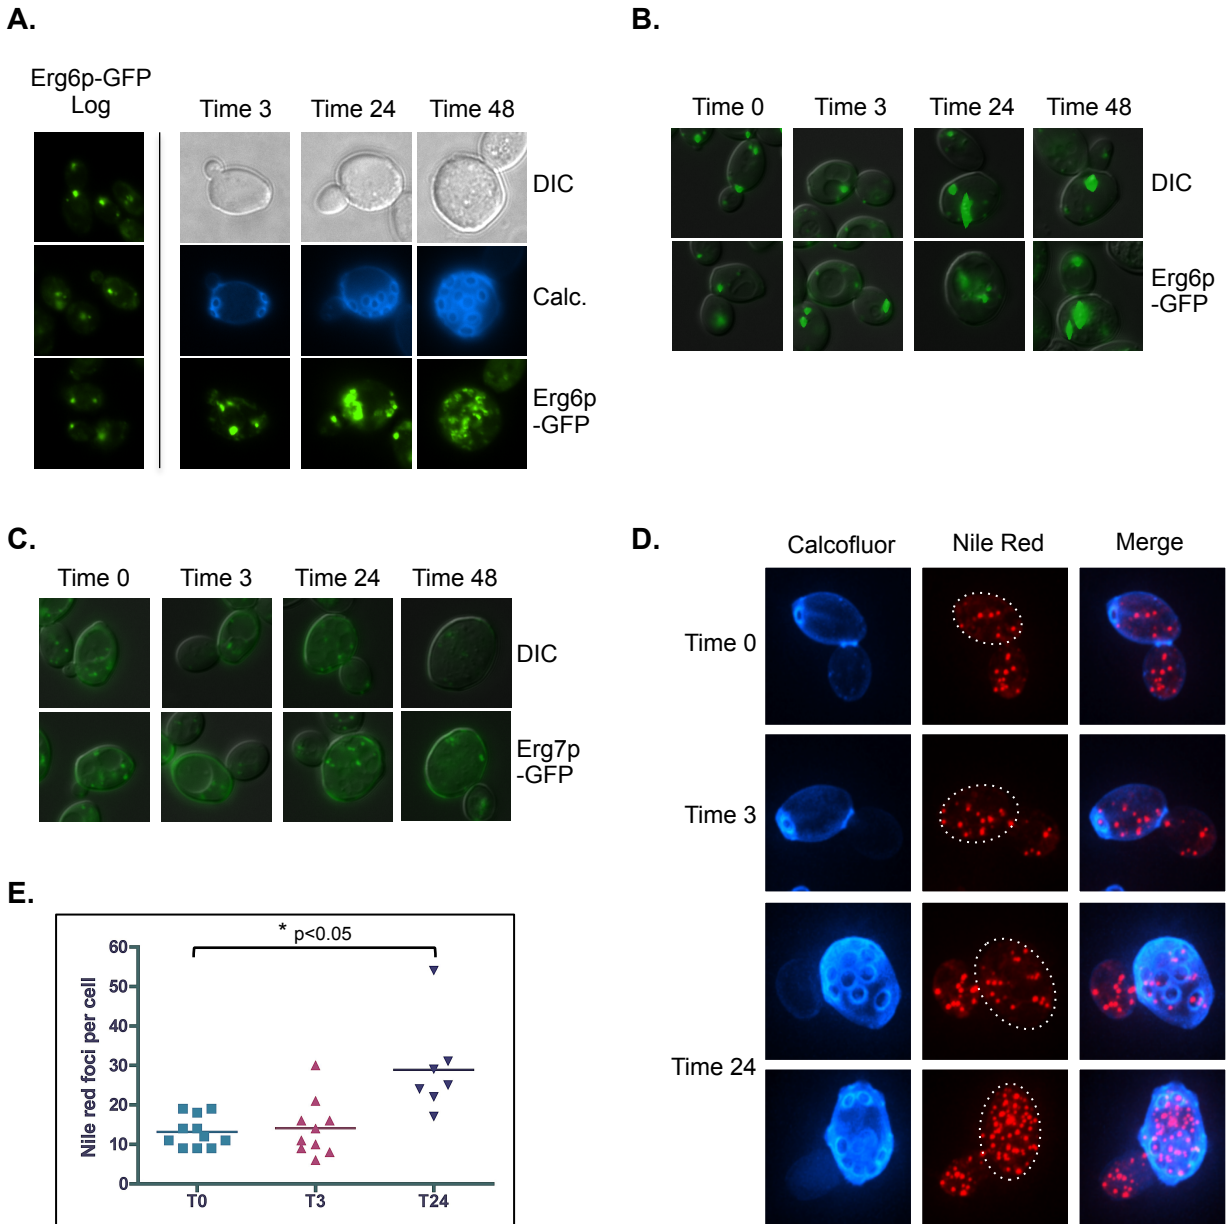 A.
Erg6p-GFP
Log
Time 3
Time 24
Time 48
DIC
Calc.
Erg6p
-GFP
B.
Time 0
Time 3
Time 24
Time 48
DIC
Erg6p
-GFP
C.
Time 0
Time 3
Time 24
Time 48
DIC
Erg7p
-GFP
D.
Calcofluor
Nile Red
Merge
Time 0
Time 3
Time 24
E.
* p<0.05
Nile red foci per cell
60
50
40
30
20
10
0
T0
T3
T24